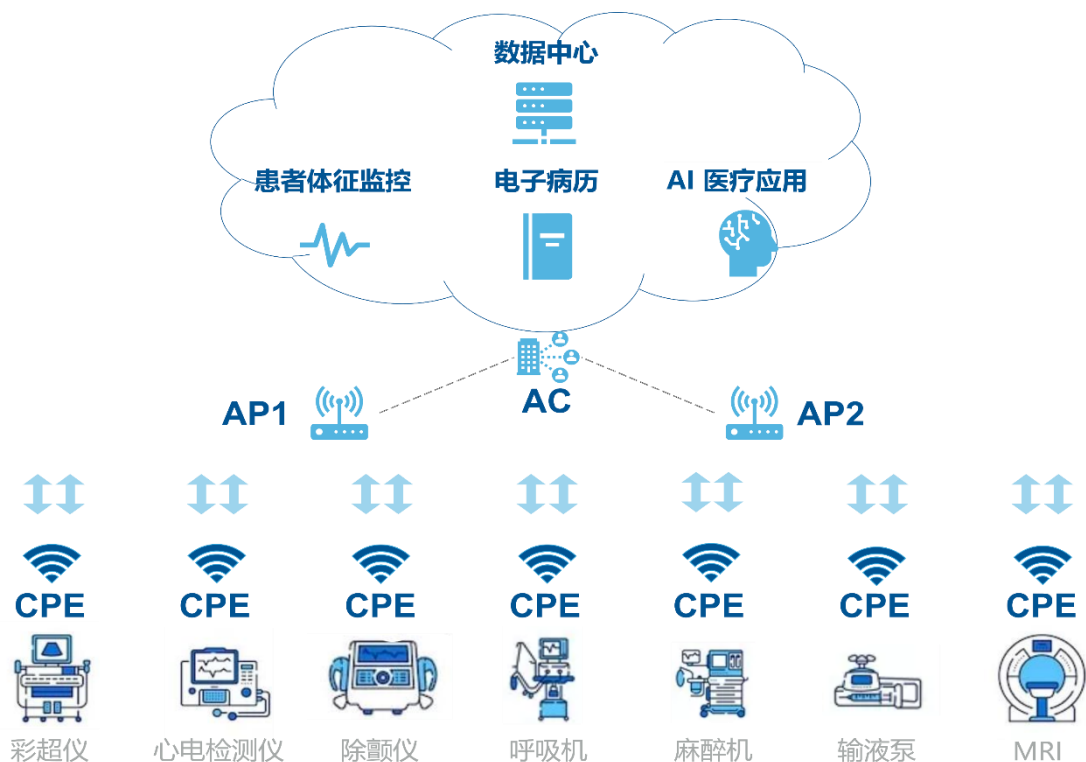 数据中心
患者体征监控 电子病历 AI 医疗应用
AC
AP1 AP2
CPE CPE CPE CPE CPE CPE CPE
彩超仪 心电检测仪 除颤仪 呼吸机 麻醉机 输液泵 MRI